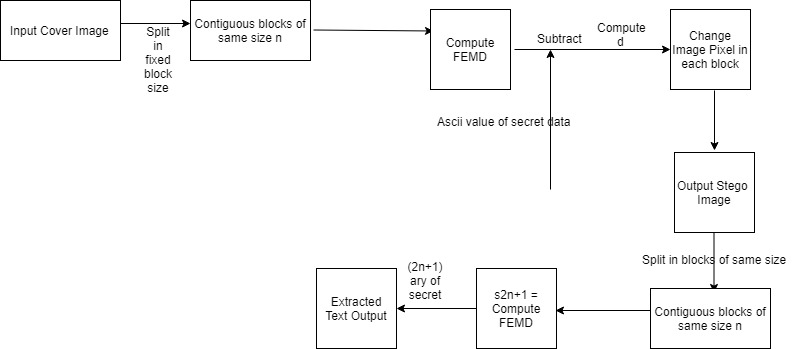 Input Cover Image
Split
in
fixed
block
size
Contiguous blocks of
same size n
Compute
FEMD
Subtract
Compute
d
Ascii value of secret data
Change
Image Pixel in
each block
Output Stego
Image
Split in blocks of same size
Contiguous blocks of
same size n
s2n+1 =
Compute
FEMD
(2n+1)
ary of
secret
Extracted
Text Output